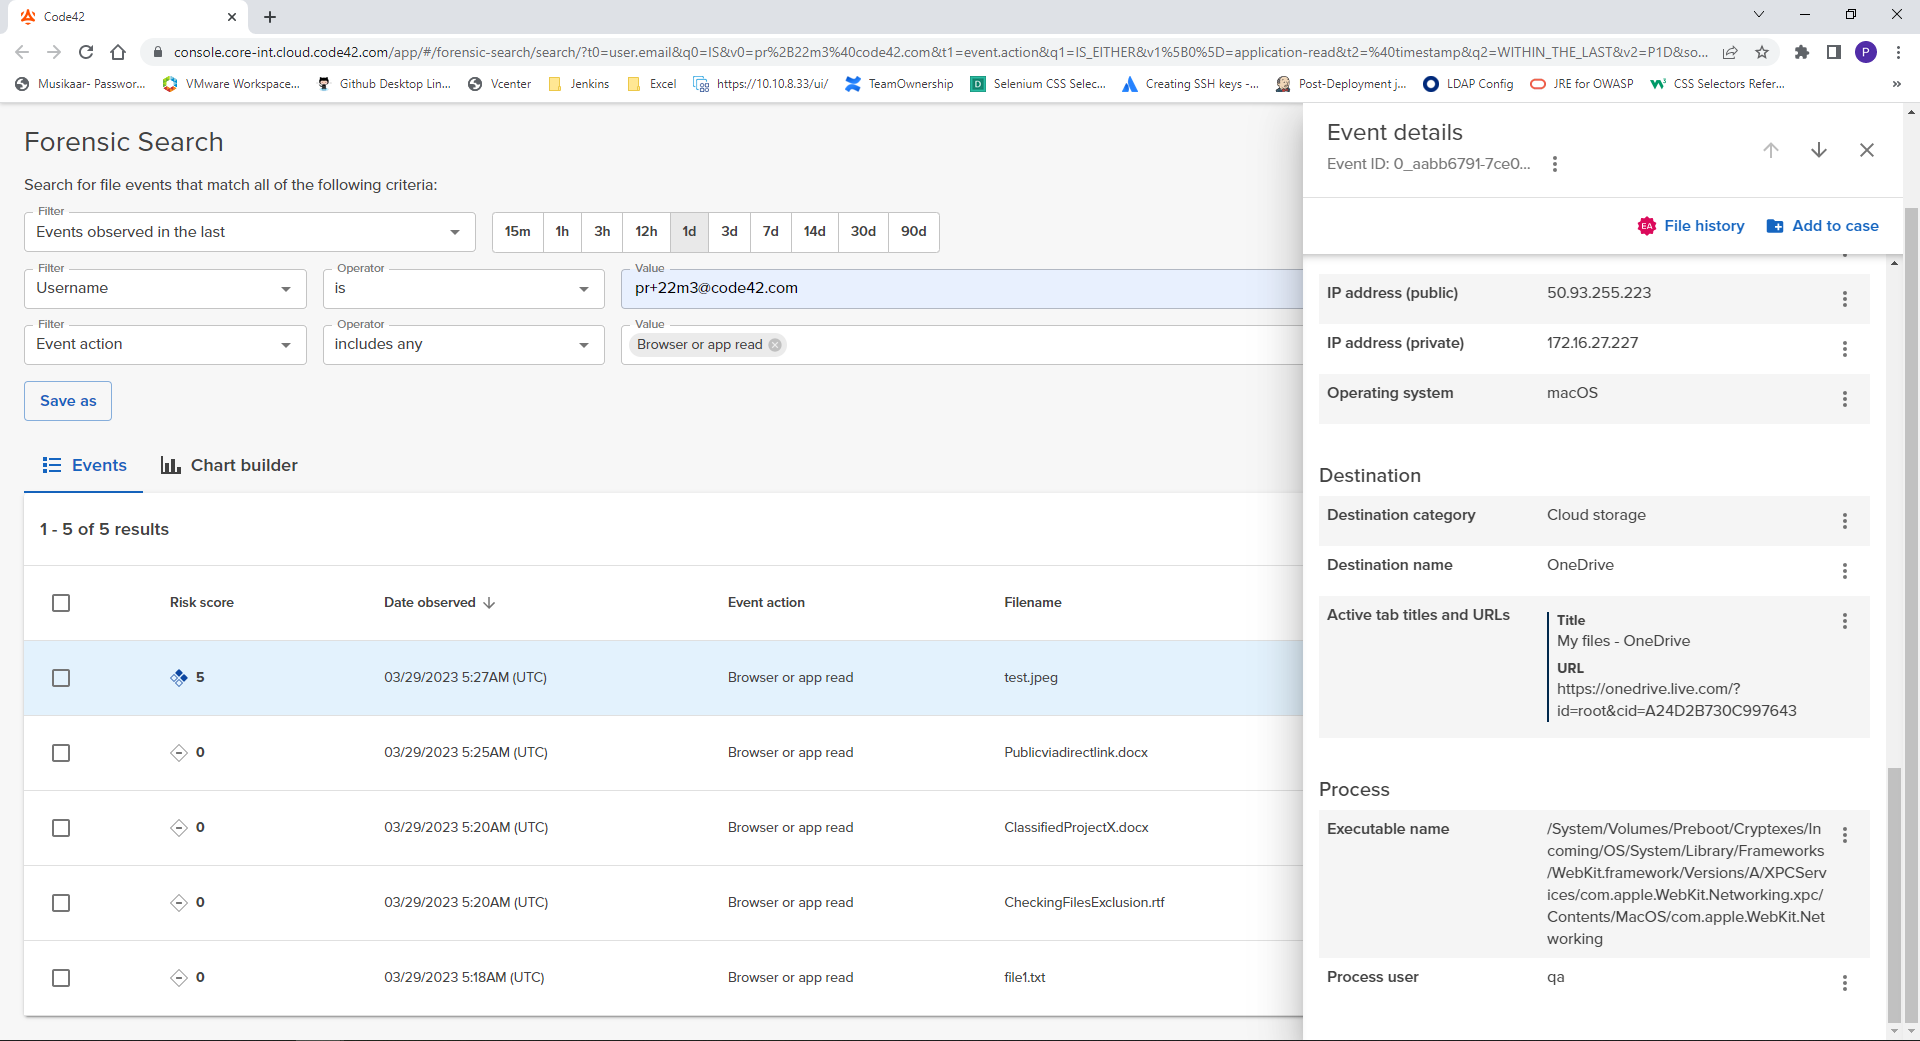 Code42
console.core-int.cloud.code42.com/app/#/forensic-search/search/?t0=user.email&q0=IS&v0=pr%2B22m3%40code42.com&t1=event.action&q1=IS_EITHER&v1%5B0%5D=application-read&t2=%40timestamp&q2=WITHIN_THE_LAST&v2=P1D&so...
P
Musikaar- Passwor...
VMware Workspace...
Github Desktop Lin...
Vcenter
Jenkins
Excel
https://10.10.8.33/ui/
TeamOwnership
Selenium CSS Selec...
Creating SSH keys -...
Post-Deployment j...
LDAP Config
JRE for OWASP
CSS Selectors Refer...
»
Forensic Search
Search for file events that match all of the following criteria:
Filter
Events observed in the last
15m 1h 3h 12h 1d 3d 7d 14d 30d 90d
Filter
Username
Operator
is
Value
pr+22m3@code42.com
Filter
Event action
Operator
includes any
Value
Browser or app read
Save as
Events
Chart builder
1 - 5 of 5 results
Risk score Date observed Event action Filename
5 03/29/2023 5:27AM (UTC) Browser or app read test.jpeg
0 03/29/2023 5:25AM (UTC) Browser or app read Publicviadirectlink.docx
0 03/29/2023 5:20AM (UTC) Browser or app read ClassifiedProjectX.docx
0 03/29/2023 5:20AM (UTC) Browser or app read CheckingFilesExclusion.rtf
0 03/29/2023 5:18AM (UTC) Browser or app read file1.txt
Event details
Event ID: 0_aabb6791-7ce0...
EA File history
Add to case
IP address (public) 50.93.255.223
IP address (private) 172.16.27.227
Operating system macOS
Destination
Destination category Cloud storage
Destination name OneDrive
Active tab titles and URLs
Title
My files - OneDrive
URL
https://onedrive.live.com/?
id=root&cid=A24D2B730C997643
Process
Executable name
/System/Volumes/Preboot/Cryptexes/In
coming/OS/System/Library/Frameworks
/WebKit.framework/Versions/A/XPCServ
ices/com.apple.WebKit.Networking.xpc/
Contents/MacOS/com.apple.WebKit.Net
working
Process user qa